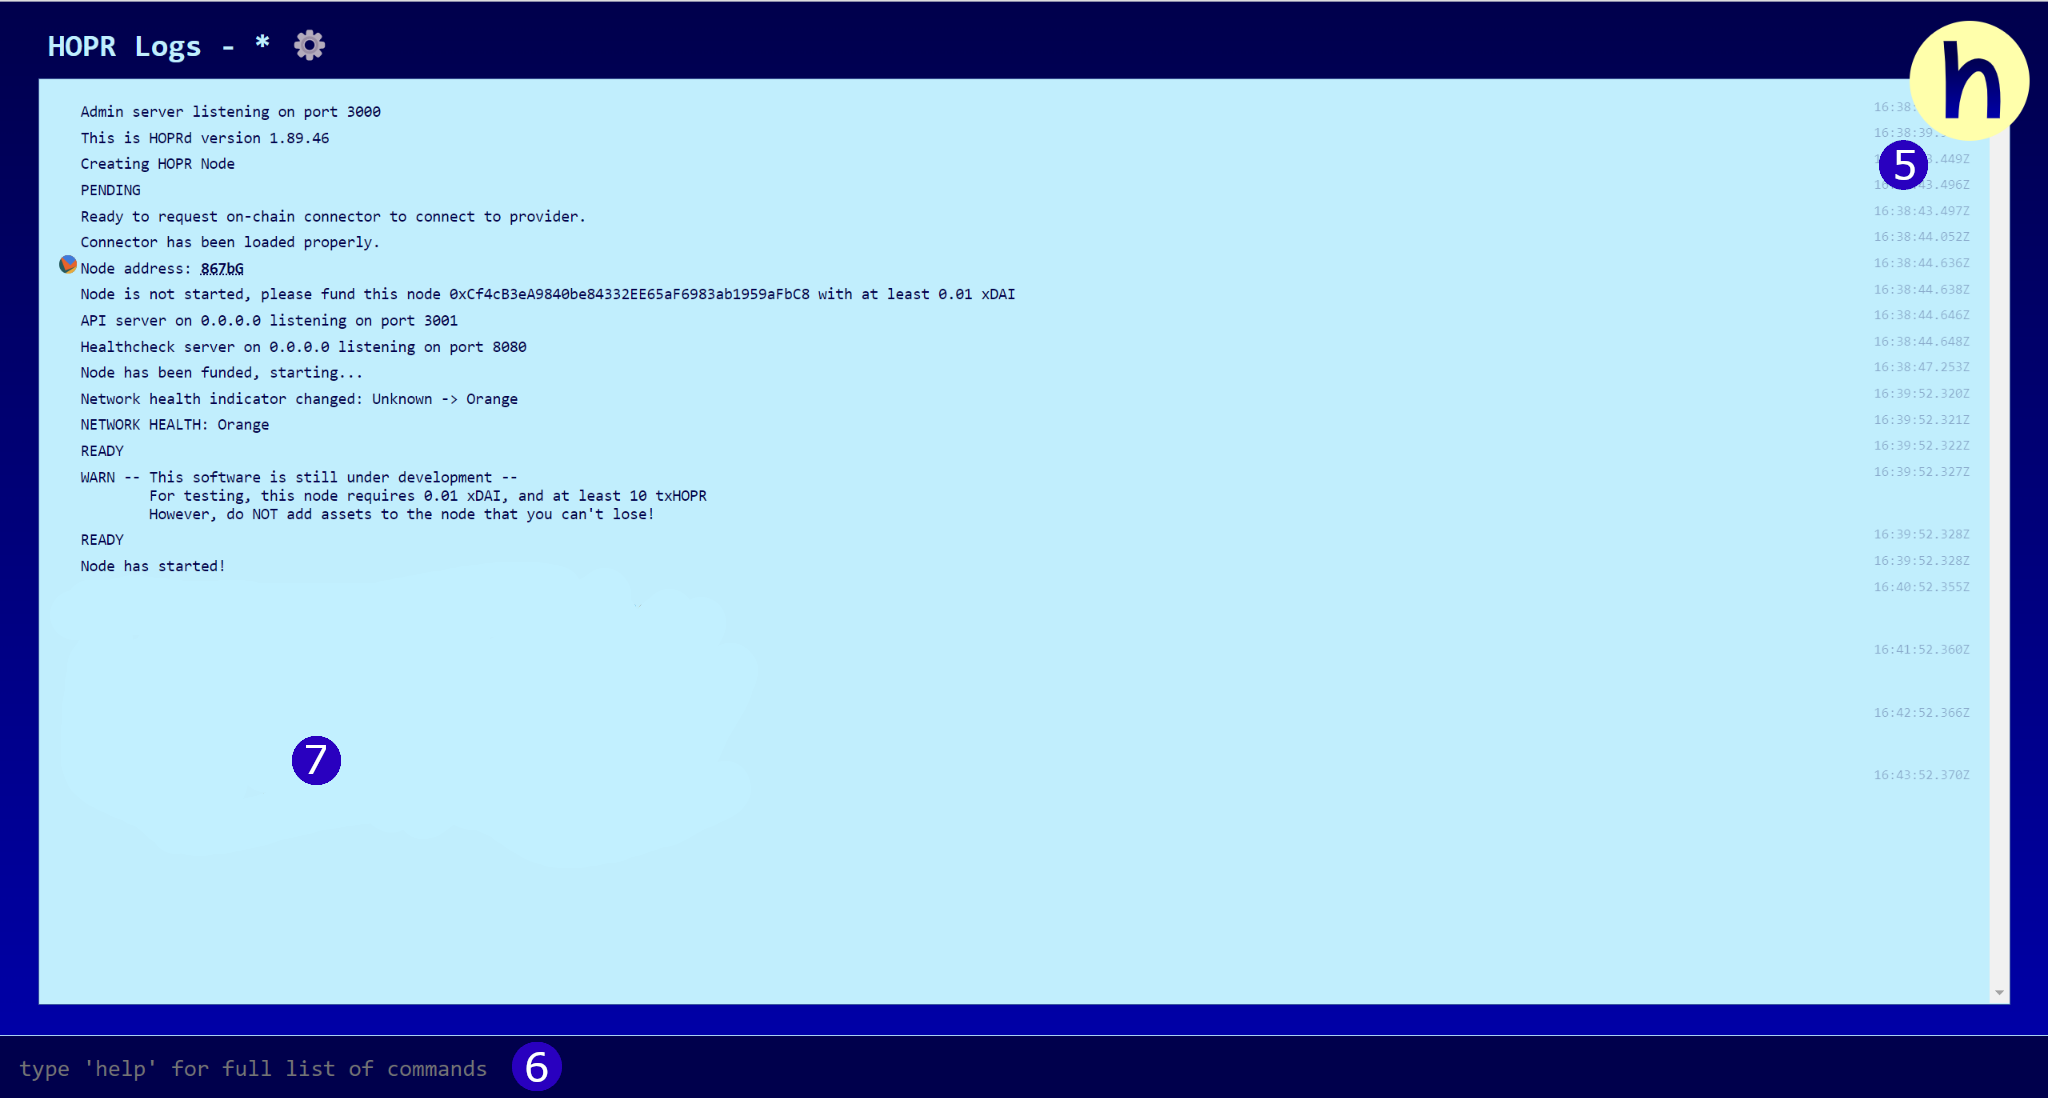 HOPR Logs - *
h
Admin server listening on port 3000
16:38:
This is HOPRd version 1.89.46
16:38:39.
Creating HOPR Node
.449Z
5
PENDING
43.496Z
Ready to request on-chain connector to connect to provider.
16:38:43.497Z
Connector has been loaded properly.
16:38:44.052Z
Node address: 867bG
16:38:44.636Z
Node is not started, please fund this node 0xCf4cB3eA9840be84332EE65aF6983ab1959aFbC8 with at least 0.01 xDAI
16:38:44.638Z
API server on 0.0.0.0 listening on port 3001
16:38:44.646Z
Healthcheck server on 0.0.0.0 listening on port 8080
16:38:44.648Z
Node has been funded, starting...
16:38:47.253Z
Network health indicator changed: Unknown -> Orange
16:39:52.320Z
NETWORK HEALTH: Orange
16:39:52.321Z
READY
16:39:52.322Z
WARN -- This software is still under development --
16:39:52.327Z
For testing, this node requires 0.01 xDAI, and at least 10 txHOPR
However, do NOT add assets to the node that you can't lose!
READY
16:39:52.328Z
Node has started!
16:39:52.328Z
16:40:52.355Z
16:41:52.360Z
16:42:52.366Z
7
16:43:52.370Z
type 'help' for full list of commands
6